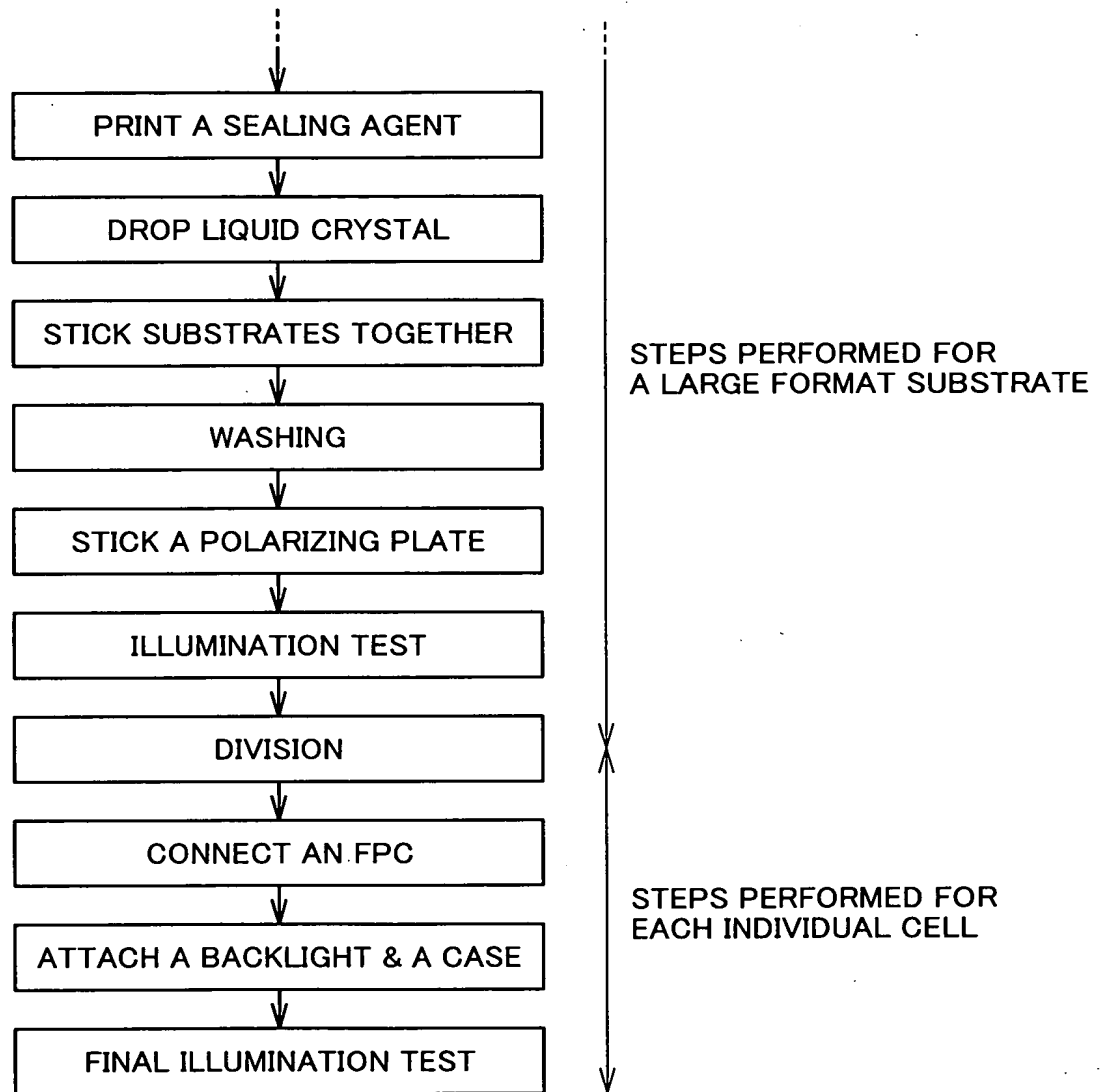 PRINT A SEALING AGENT
DROP LIQUID CRYSTAL
STICK SUBSTRATES TOGETHER
WASHING
STICK A POLARIZING PLATE
ILLUMINATION TEST
DIVISION
CONNECT AN FPC
ATTACH A BACKLIGHT & A CASE
FINAL ILLUMINATION TEST
STEPS PERFORMED FOR
A LARGE FORMAT SUBSTRATE
STEPS PERFORMED FOR
EACH INDIVIDUAL CELL